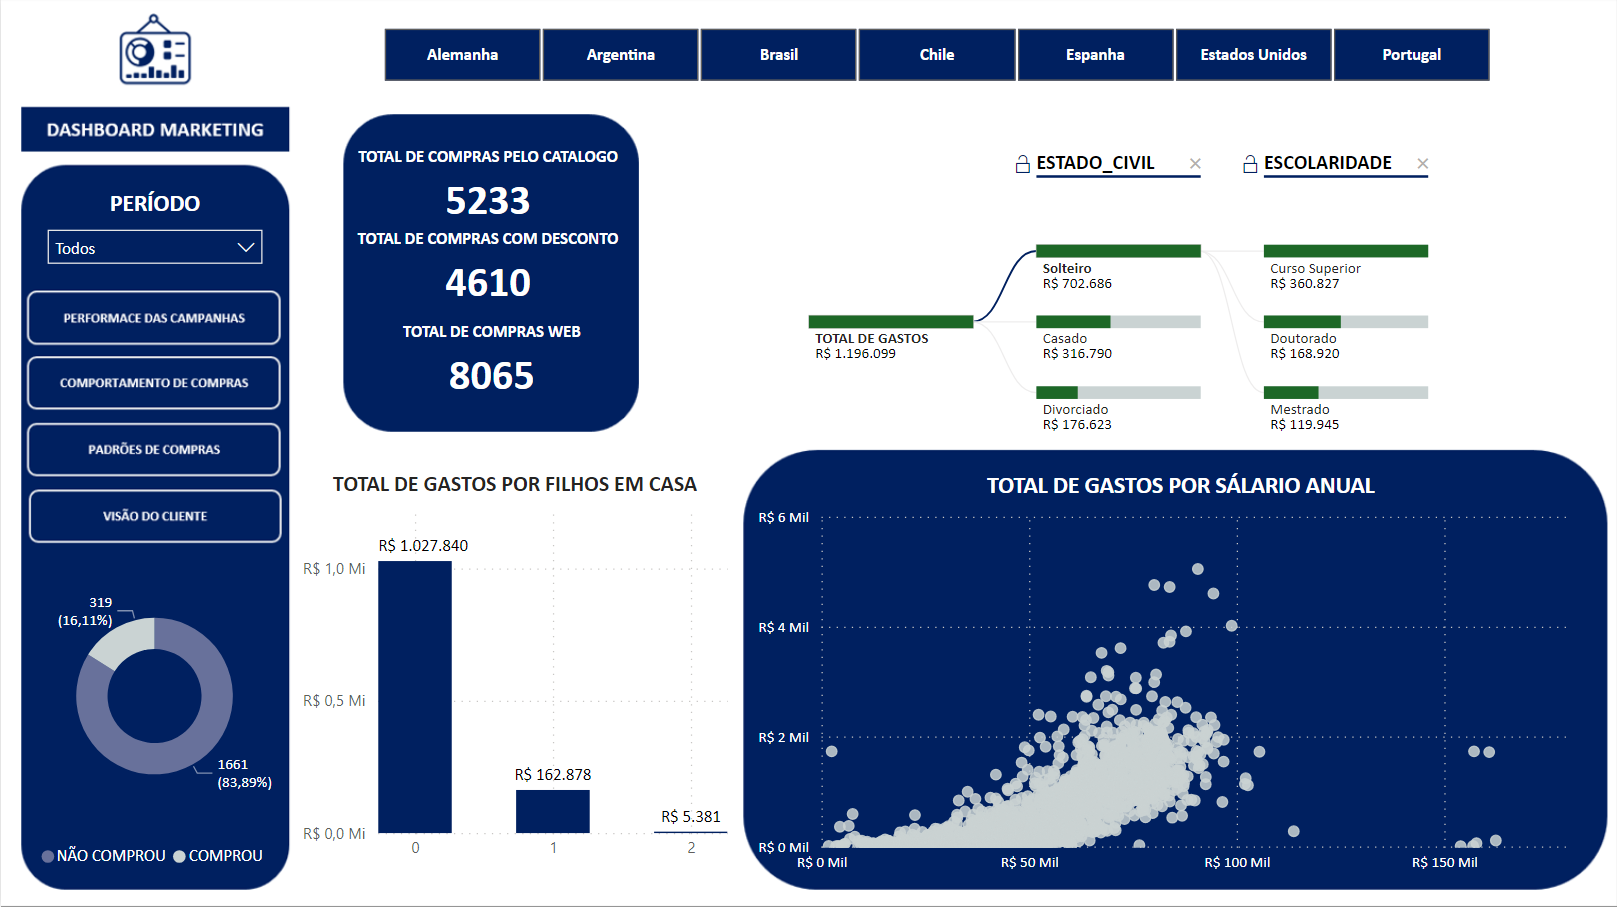 Alemanha
Argentina
Brasil
Chile
Espanha
Estados Unidos
Portugal
DASHBOARD MARKETING
PERÍODO
Todos
PERFORMACE DAS CAMPANHAS
COMPORTAMENTO DE COMPRAS
PADRÕES DE COMPRAS
VISÃO DO CLIENTE
319
(16,11%)
1661
(83,89%)
NÃO COMPROU
COMPROU
TOTAL DE COMPRAS PELO CATALOGO
5233
TOTAL DE COMPRAS COM DESCONTO
4610
TOTAL DE COMPRAS WEB
8065
ESTADO_CIVIL
ESCOLARIDADE
TOTAL DE GASTOS
R$ 1.196.099
Solteiro
R$ 702.686
Casado
R$ 316.790
Divorciado
R$ 176.623
Curso Superior
R$ 360.827
Doutorado
R$ 168.920
Mestrado
R$ 119.945
TOTAL DE GASTOS POR FILHOS EM CASA
R$ 1,0 Mi
R$ 0,5 Mi
R$ 0,0 Mi
R$ 1.027.840
R$ 162.878
R$ 5.381
0
1
2
TOTAL DE GASTOS POR SÁLARIO ANUAL
R$ 6 Mil
R$ 4 Mil
R$ 2 Mil
R$ 0 Mil
R$ 0 Mil
R$ 50 Mil
R$ 100 Mil
R$ 150 Mil